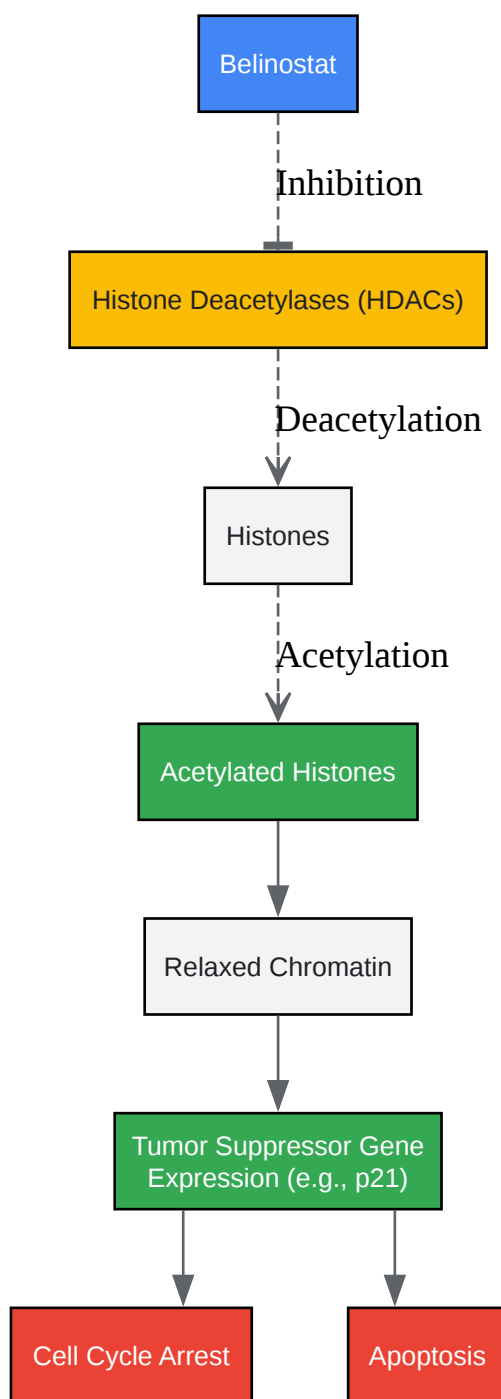 Belinostat
Inhibition
Histone Deacetylases (HDACs)
Deacetylation
Histones
Acetylation
Acetylated Histones
Relaxed Chromatin
Tumor Suppressor Gene
Expression (e.g., p21)
Cell Cycle Arrest
Apoptosis